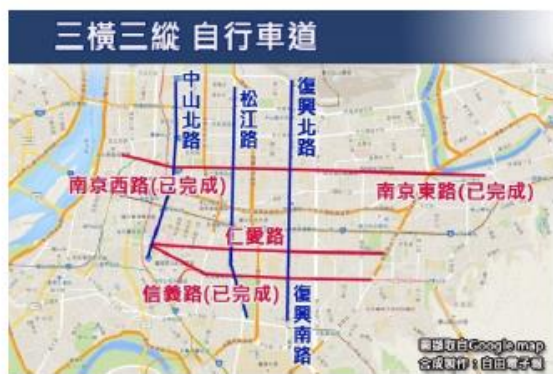 三橫三縱 自行車道
中山北路
松江路
復興北路
南京西路(已完成)
南京東路(已完成)
仁愛路
信義路(已完成)
復興南路
圖擷取自Google map
合成製作：自由電子報